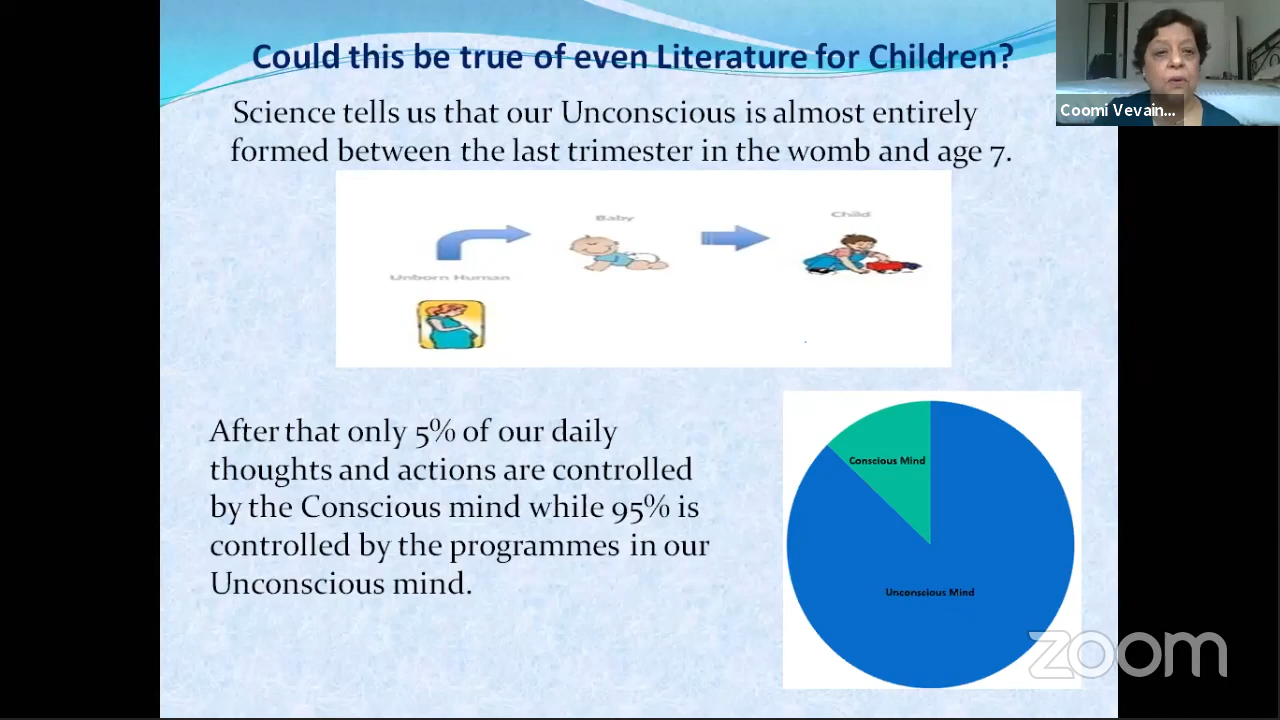 Could this be true of even Literature for Children?
Coomi Vevain...
Science tells us that our Unconscious is almost entirely
formed between the last trimester in the womb and age 7.
Baby
Child
Unborn Human
After that only 5% of our daily
thoughts and actions are controlled
by the Conscious mind while 95% is
controlled by the programmes in our
Unconscious mind.
Conscious Mind
Unconscious Mind
zoom